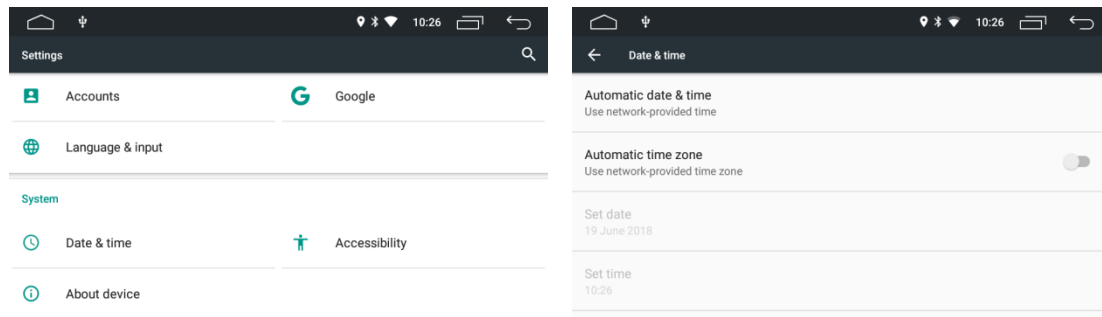 10:26
Settings
Accounts
Google
Language & input
System
Date & time
Accessibility
About device
10:26
Date & time
Automatic date & time
Use network-provided time
Automatic time zone
Use network-provided time zone
Set date
19 June 2018
Set time
10:26